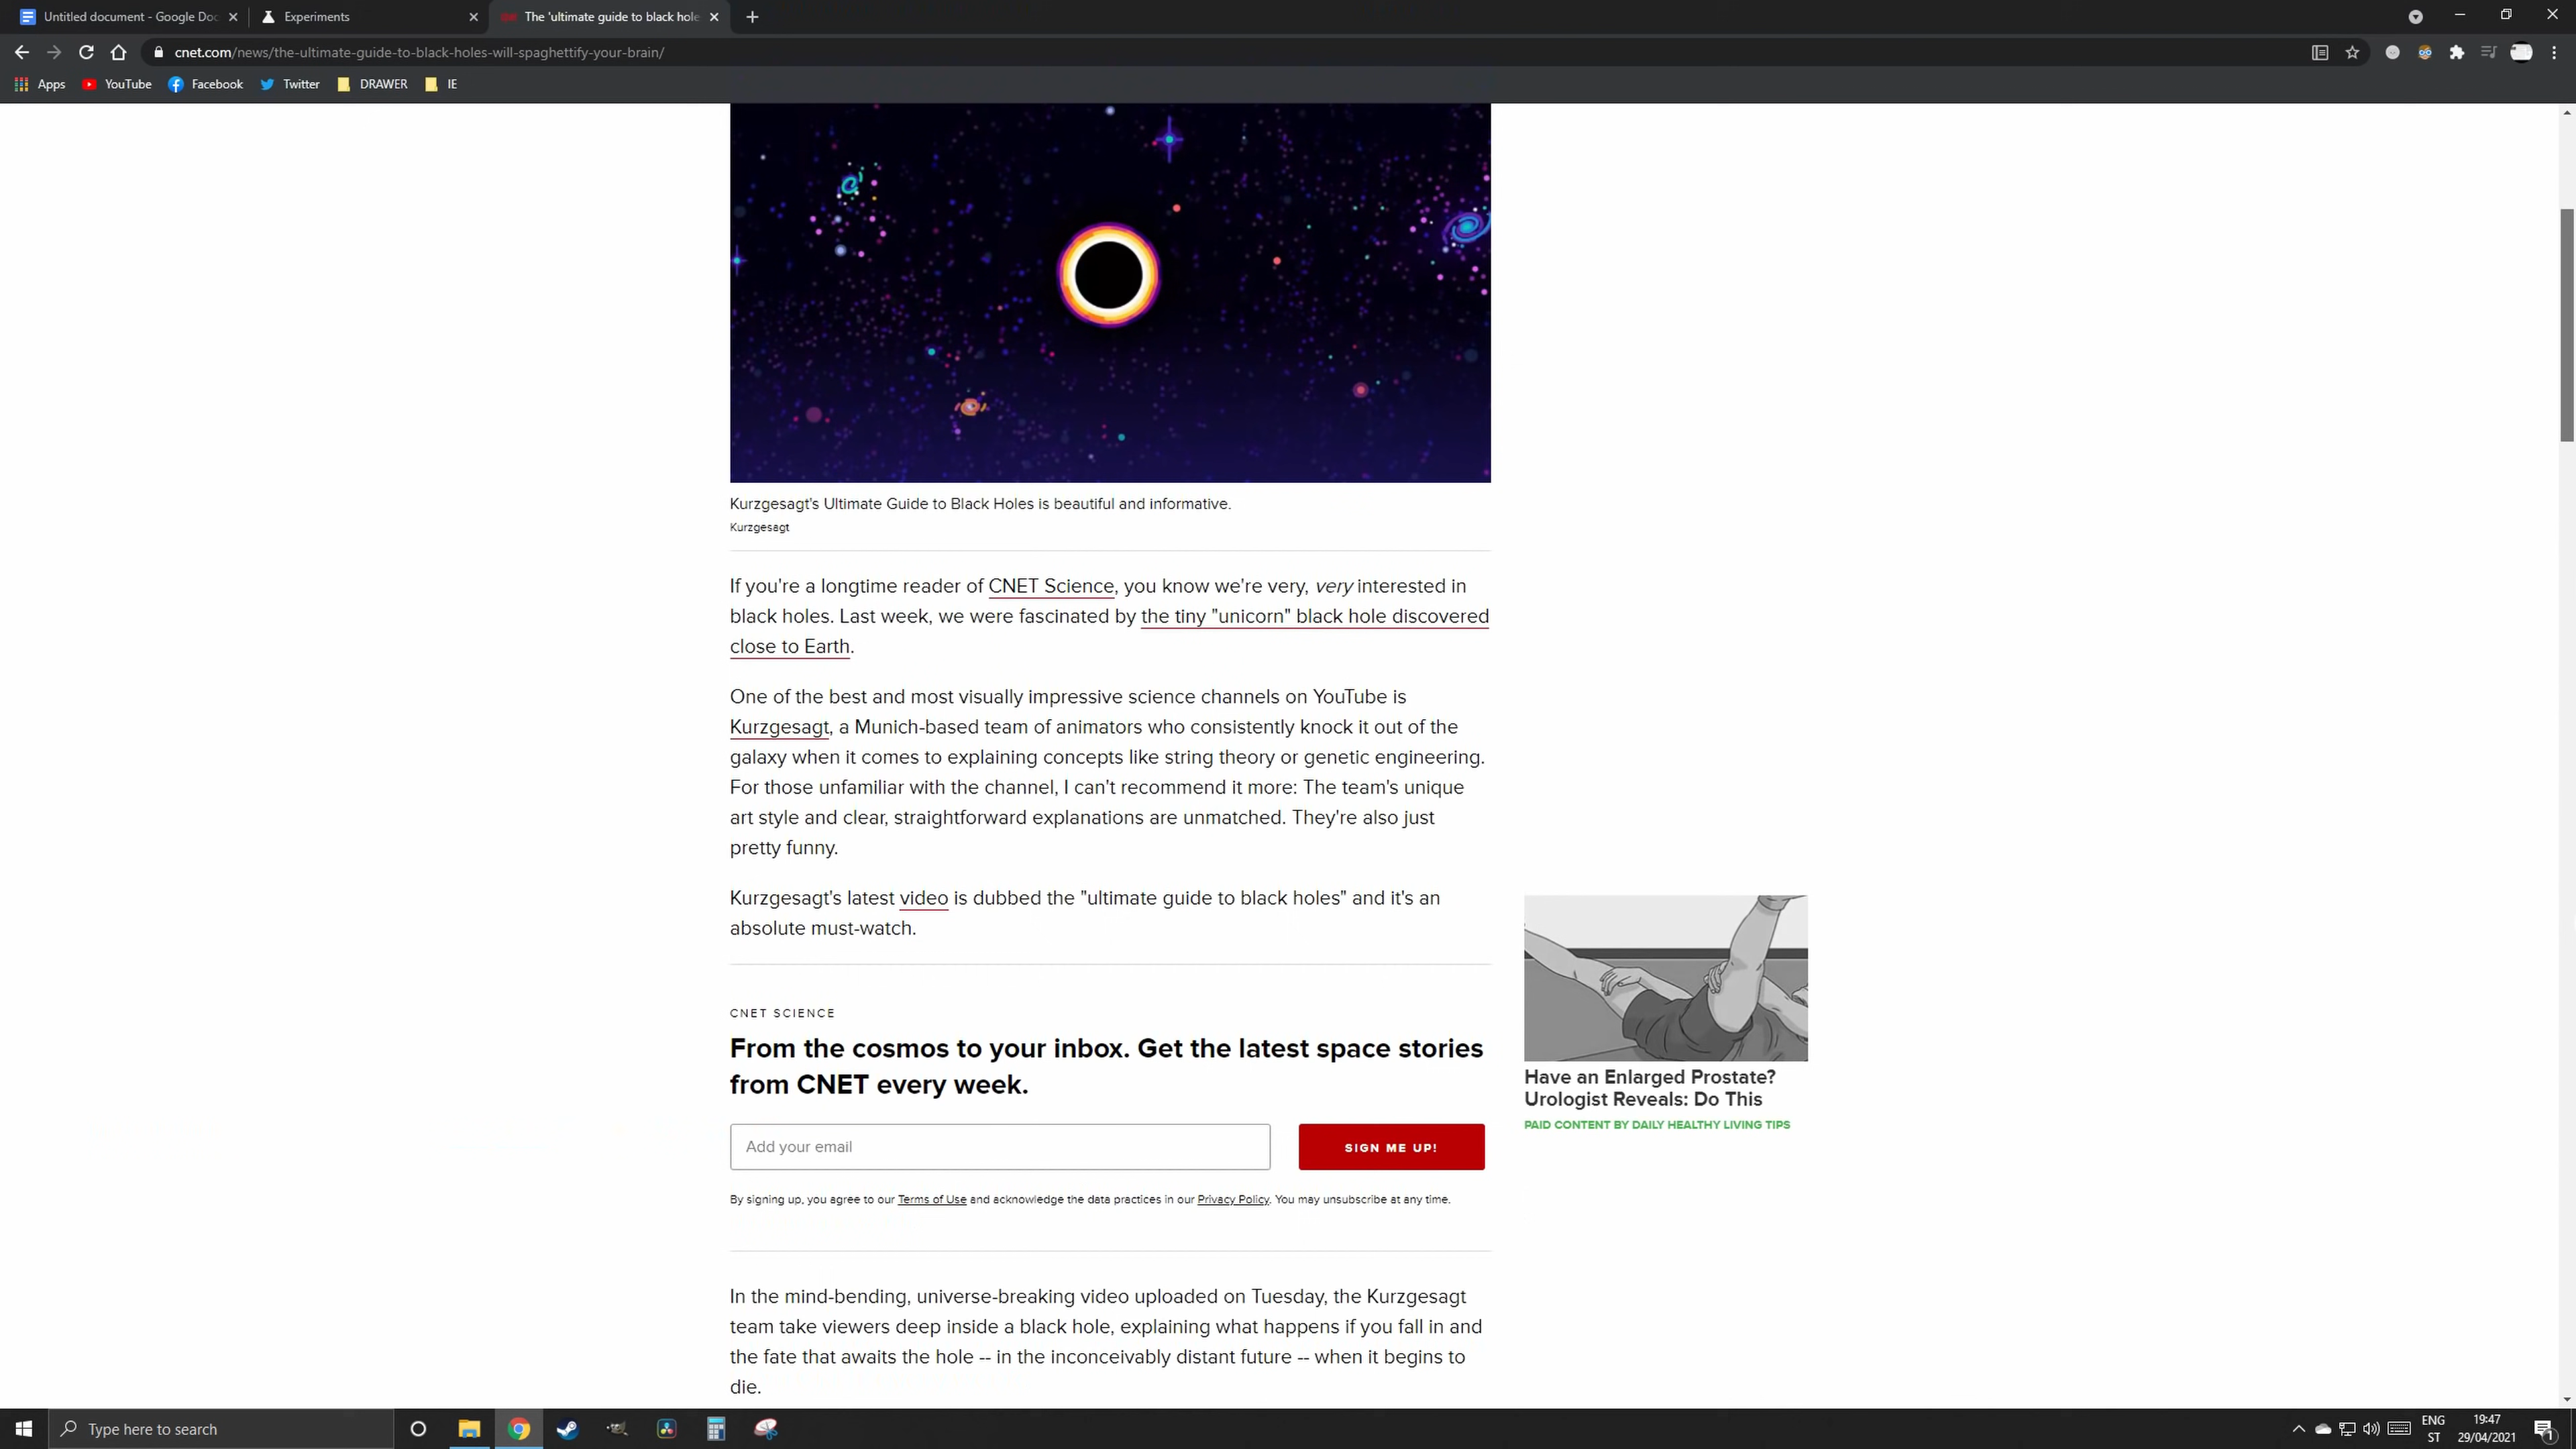 Untitled document - Google Doc
Experiments
The 'ultimate guide to black hole
cnet.com/news/the-ultimate-guide-to-black-holes-will-spaghettify-your-brain/
Apps
YouTube
Facebook
Twitter
DRAWER
IE
Kurzgesagt's Ultimate Guide to Black Holes is beautiful and informative.
Kurzgesagt
If you're a longtime reader of CNET Science, you know we're very, very interested in
black holes. Last week, we were fascinated by the tiny "unicorn" black hole discovered
close to Earth.
One of the best and most visually impressive science channels on YouTube is
Kurzgesagt, a Munich-based team of animators who consistently knock it out of the
galaxy when it comes to explaining concepts like string theory or genetic engineering.
For those unfamiliar with the channel, I can't recommend it more: The team's unique
art style and clear, straightforward explanations are unmatched. They're also just
pretty funny.
Kurzgesagt's latest video is dubbed the "ultimate guide to black holes" and it's an
absolute must-watch.
CNET SCIENCE
From the cosmos to your inbox. Get the latest space stories
from CNET every week.
Add your email
SIGN ME UP!
By signing up, you agree to our Terms of Use and acknowledge the data practices in our Privacy Policy. You may unsubscribe at any time.
Have an Enlarged Prostate?
Urologist Reveals: Do This
PAID CONTENT BY DAILY HEALTHY LIVING TIPS
In the mind-bending, universe-breaking video uploaded on Tuesday, the Kurzgesagt
team take viewers deep inside a black hole, explaining what happens if you fall in and
the fate that awaits the hole -- in the inconceivably distant future -- when it begins to
die.
Type here to search
ENG
ST
19:47
29/04/2021
1